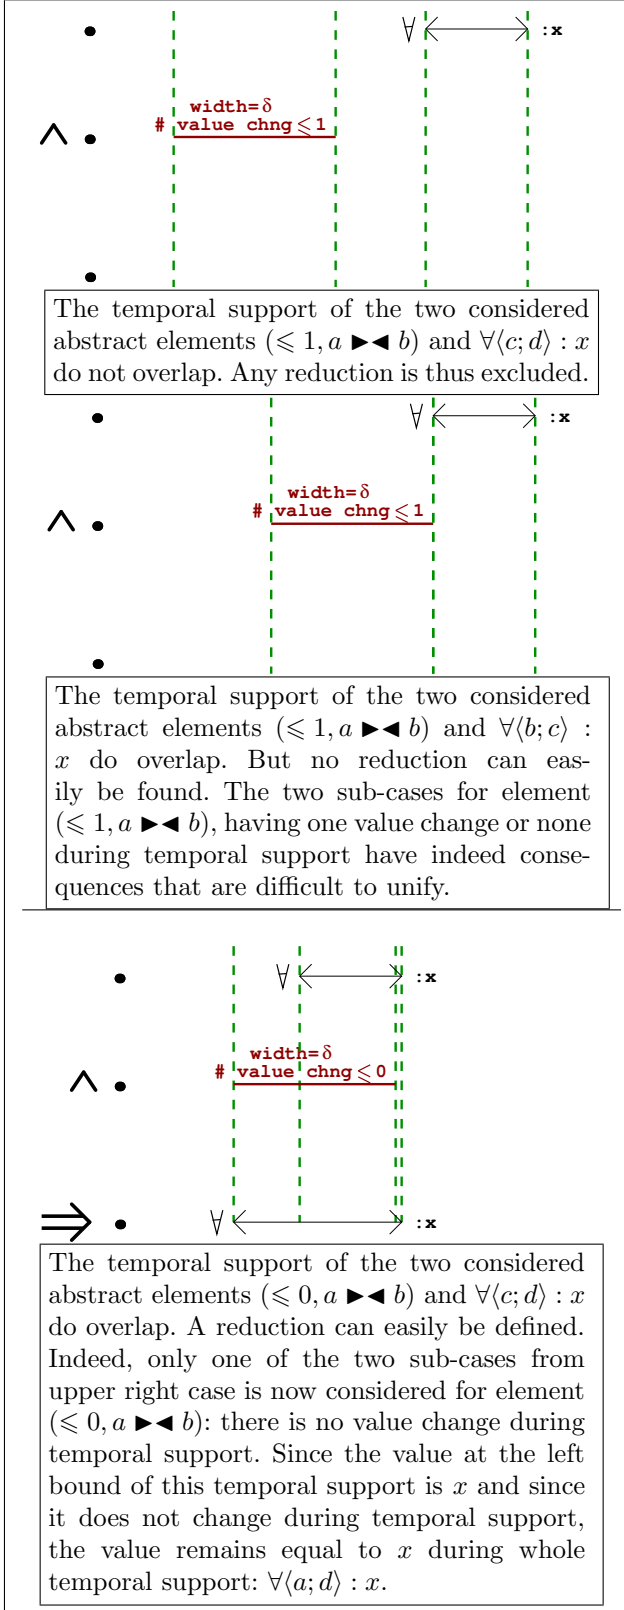 ∀ :x
width=δ
# value chng⩽1
∧
The temporal support of the two considered
abstract elements (⩽ 1, a ►◄ b) and ∀⟨c; d⟩ : x
do not overlap. Any reduction is thus excluded.
∀ :x
width=δ
# value chng⩽1
∧
The temporal support of the two considered
abstract elements (⩽ 1, a ►◄ b) and ∀⟨b; c⟩ :
x do overlap. But no reduction can eas-
ily be found. The two sub-cases for element
(⩽ 1, a ►◄ b), having one value change or none
during temporal support have indeed conse-
quences that are difficult to unify.
∀ :x
width=δ
# value chng⩽0
∧
⇒ ∀ :x
The temporal support of the two considered
abstract elements (⩽ 0, a ►◄ b) and ∀⟨c; d⟩ : x
do overlap. A reduction can easily be defined.
Indeed, only one of the two sub-cases from
upper right case is now considered for element
(⩽ 0, a ►◄ b): there is no value change during
temporal support. Since the value at the left
bound of this temporal support is x and since
it does not change during temporal support,
the value remains equal to x during whole
temporal support: ∀⟨a; d⟩ : x.